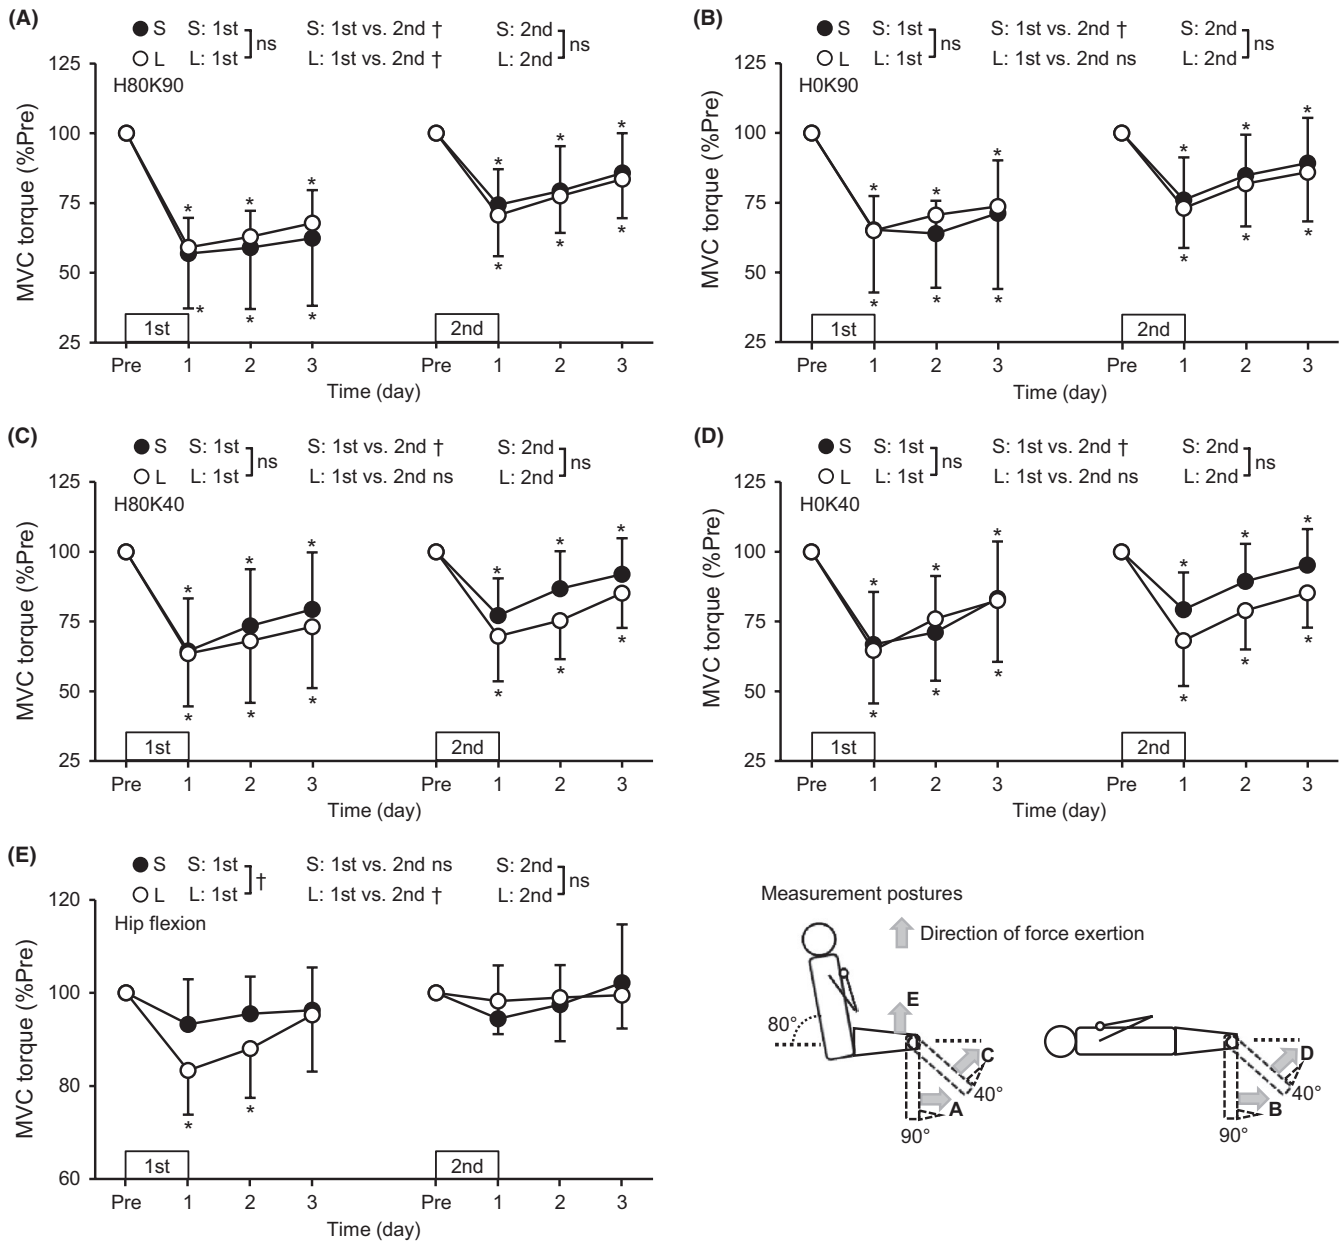 (A)
S S: 1st S: 1st vs. 2nd † S: 2nd
ns ns
L L: 1st L: 1st vs. 2nd † L: 2nd
125
H80K90
100
75
50
25
MVC torque (%Pre)
* * * * * *
* * * * * *
1st 2nd
Pre 1 2 3 Pre 1 2 3
Time (day)
(B)
S S: 1st S: 1st vs. 2nd † S: 2nd
ns ns
L L: 1st L: 1st vs. 2nd ns L: 2nd
125
H0K90
100
75
50
25
MVC torque (%Pre)
* * * * * *
* * * * * *
1st 2nd
Pre 1 2 3 Pre 1 2 3
Time (day)
(C)
S S: 1st S: 1st vs. 2nd † S: 2nd
ns ns
L L: 1st L: 1st vs. 2nd ns L: 2nd
125
H80K40
100
75
50
25
MVC torque (%Pre)
* * * * * *
* * * * * *
1st 2nd
Pre 1 2 3 Pre 1 2 3
Time (day)
(D)
S S: 1st S: 1st vs. 2nd † S: 2nd
ns ns
L L: 1st L: 1st vs. 2nd ns L: 2nd
125
H0K40
100
75
50
25
MVC torque (%Pre)
* * * * * *
* * * * * *
1st 2nd
Pre 1 2 3 Pre 1 2 3
Time (day)
(E)
S S: 1st S: 1st vs. 2nd ns S: 2nd
† ns
L L: 1st L: 1st vs. 2nd † L: 2nd
120
Hip flexion
100
80
60
MVC torque (%Pre)
* *
1st 2nd
Pre 1 2 3 Pre 1 2 3
Time (day)
Measurement postures
Direction of force exertion
80°
E
C
40°
A
90°
D
40°
B
90°